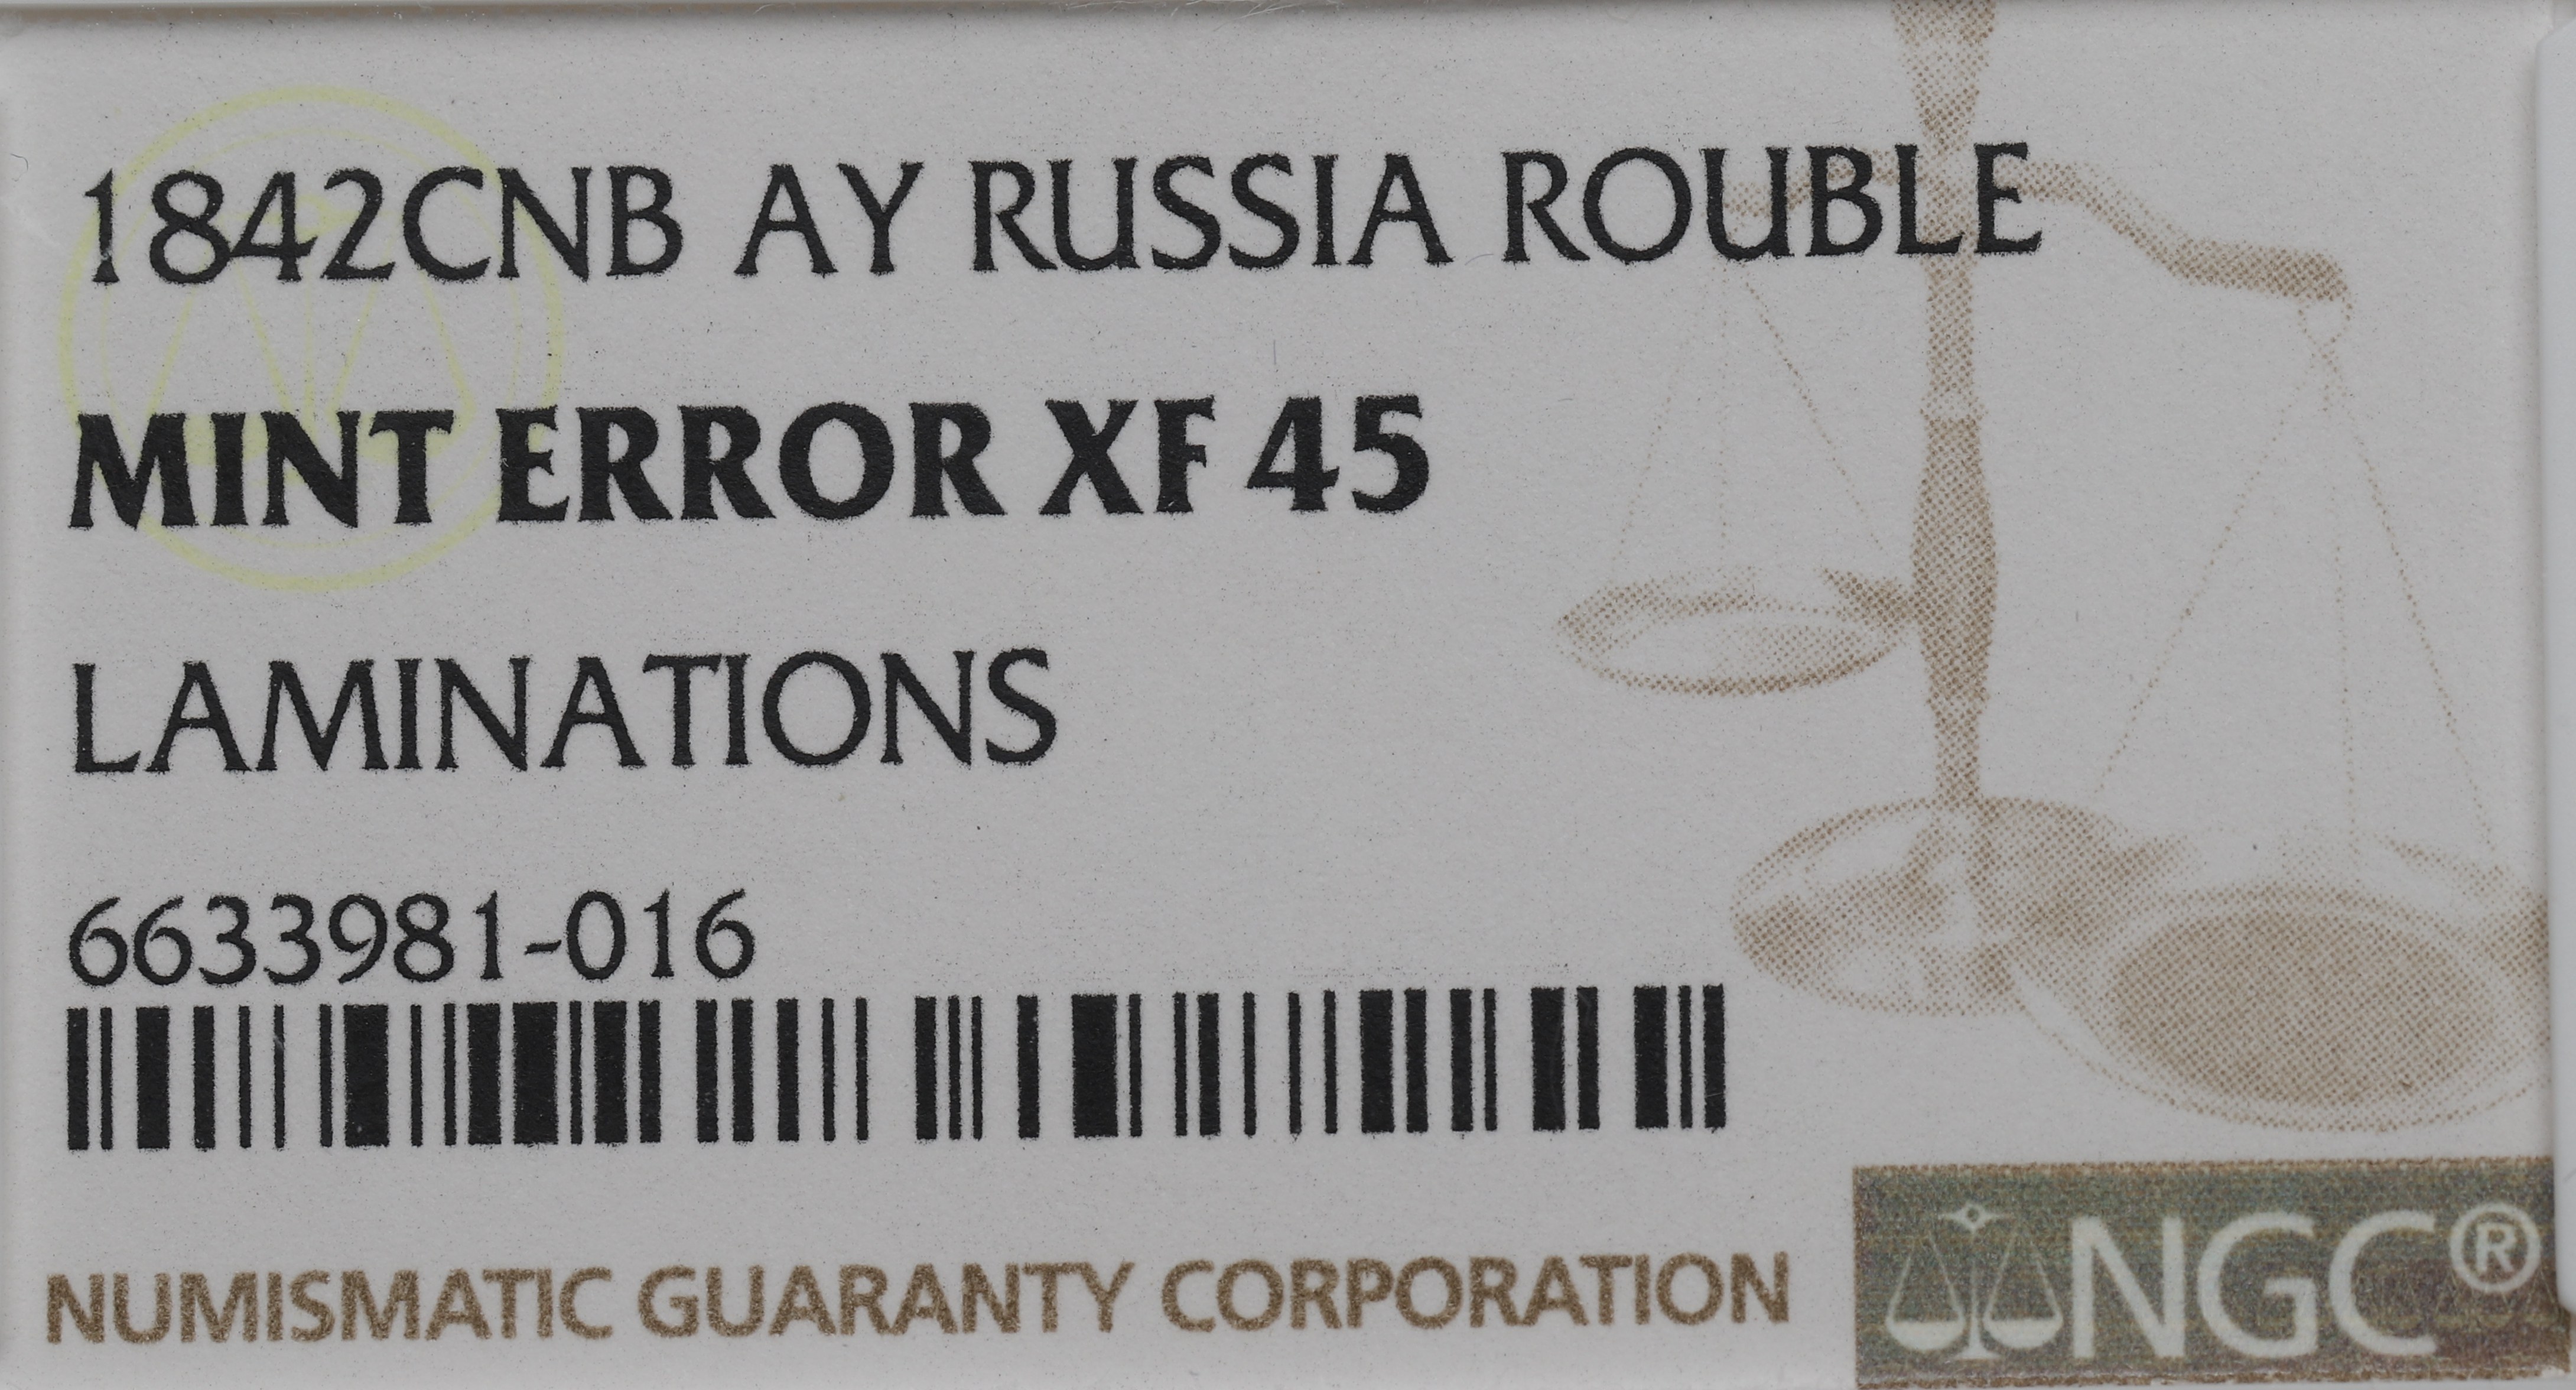 1842CNB AY RUSSIA ROUBLE
MINT ERROR XF 45
LAMINATIONS
6633981-016
NUMISMATIC GUARANTY CORPORATION
NGC®